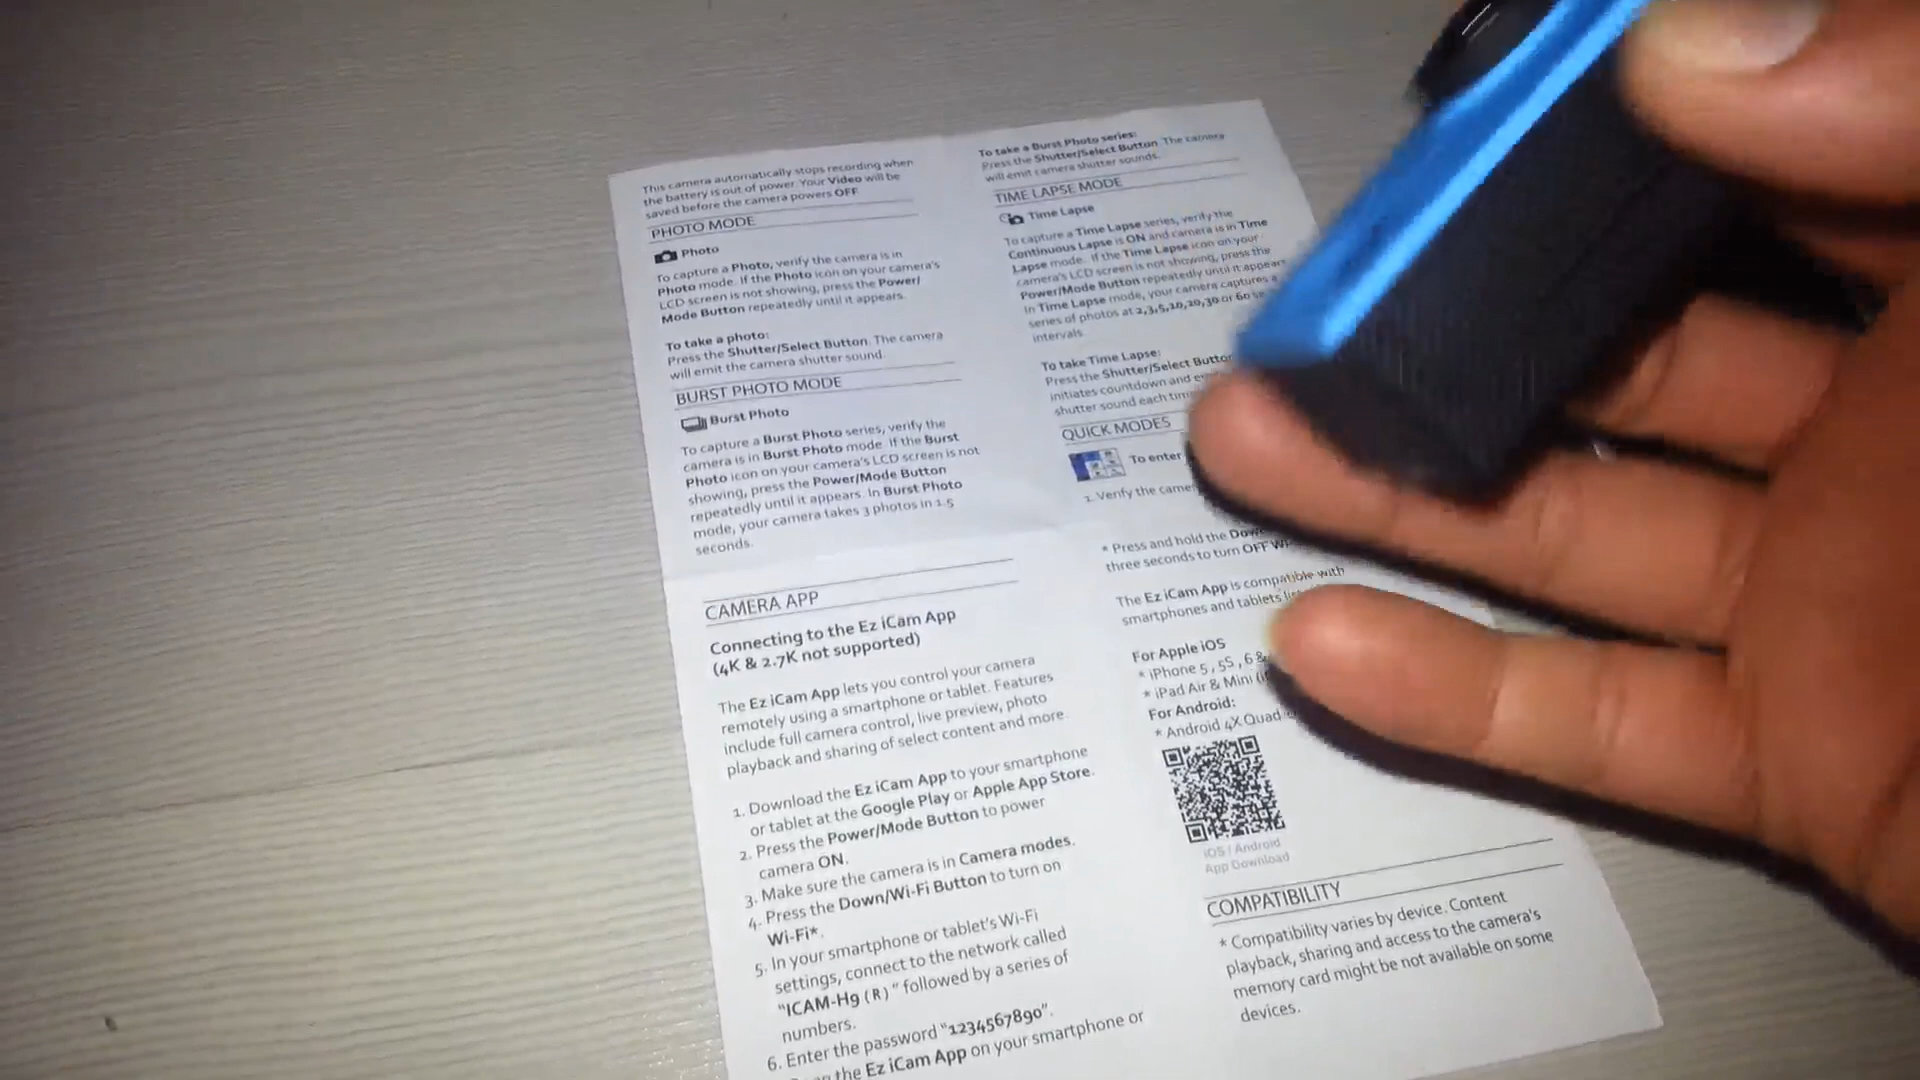 This camera automatically stops recording when
the battery is out of power. Your Video will be
saved before the camera powers OFF
PHOTO MODE
Photo
To capture a Photo, verify the camera is in
Photo mode. If the Photo icon on your camera's
LCD screen is not showing, press the Power/
Mode Button repeatedly until it appears.
To take a photo:
Press the Shutter/Select Button. The camera
will emit the camera shutter sound.
BURST PHOTO MODE
Burst Photo
To capture a Burst Photo series, verify the
camera is in Burst Photo mode. if the Burst
Photo icon on your camera's LCD screen is not
showing, press the Power/Mode Button
repeatedly until it appears. In Burst Photo
mode, your camera takes 3 photos in 1.5
seconds.
To take a Burst Photo series:
Press the Shutter/Select Button. The camera
will emit camera shutter sounds.
TIME LAPSE MODE
Time Lapse
To capture a Time Lapse series, verify the
Continuous Lapse is ON and camera is in Time
Lapse mode. if the Time Lapse icon on your
camera's LCD screen is not showing, press the
Power/Mode Button repeatedly until it appears
In Time Lapse mode, your camera captures a
series of photos at 2,3,5,10,20,30 or 60
intervals.
To take Time Lapse:
Press the Shutter/Select
initiates countdown and
shutter sound each
QUICK MODES
To enter
1. Verify the
CAMERA APP
Connecting to the Ez iCam App
(4K & 2.7K not supported)
The Ez iCam App lets you control your camera
remotely using a smartphone or tablet. Features
include full camera control, live preview, photo
playback and sharing of select content and more.
1. Download the Ez iCam App to your smartphone
or tablet at the Google Play or Apple App Store.
2. Press the Power/Mode Button to power
camera ON.
3. Make sure the camera is in Camera modes.
4. Press the Down/Wi-Fi Button to turn on
Wi-Fi*.
5. In your smartphone or tablet's Wi-Fi
settings, connect to the network called
"ICAM-H9 (R) " followed by a series of
numbers.
6. Enter the password "1234567890".
the Ez iCam App on your smartphone or
* Press and hold the
three seconds to turn OFF
The Ez iCam App is compatible with
smartphones and tablets
For Apple iOS
* iPhone 5 , 5S , 6 &
* iPad Air & Mini
For Android:
* Android 4X Quad
iOS / Android
App Download
COMPATIBILITY
* Compatibility varies by device. Content
playback, sharing and access to the camera's
memory card might be not available on some
devices.